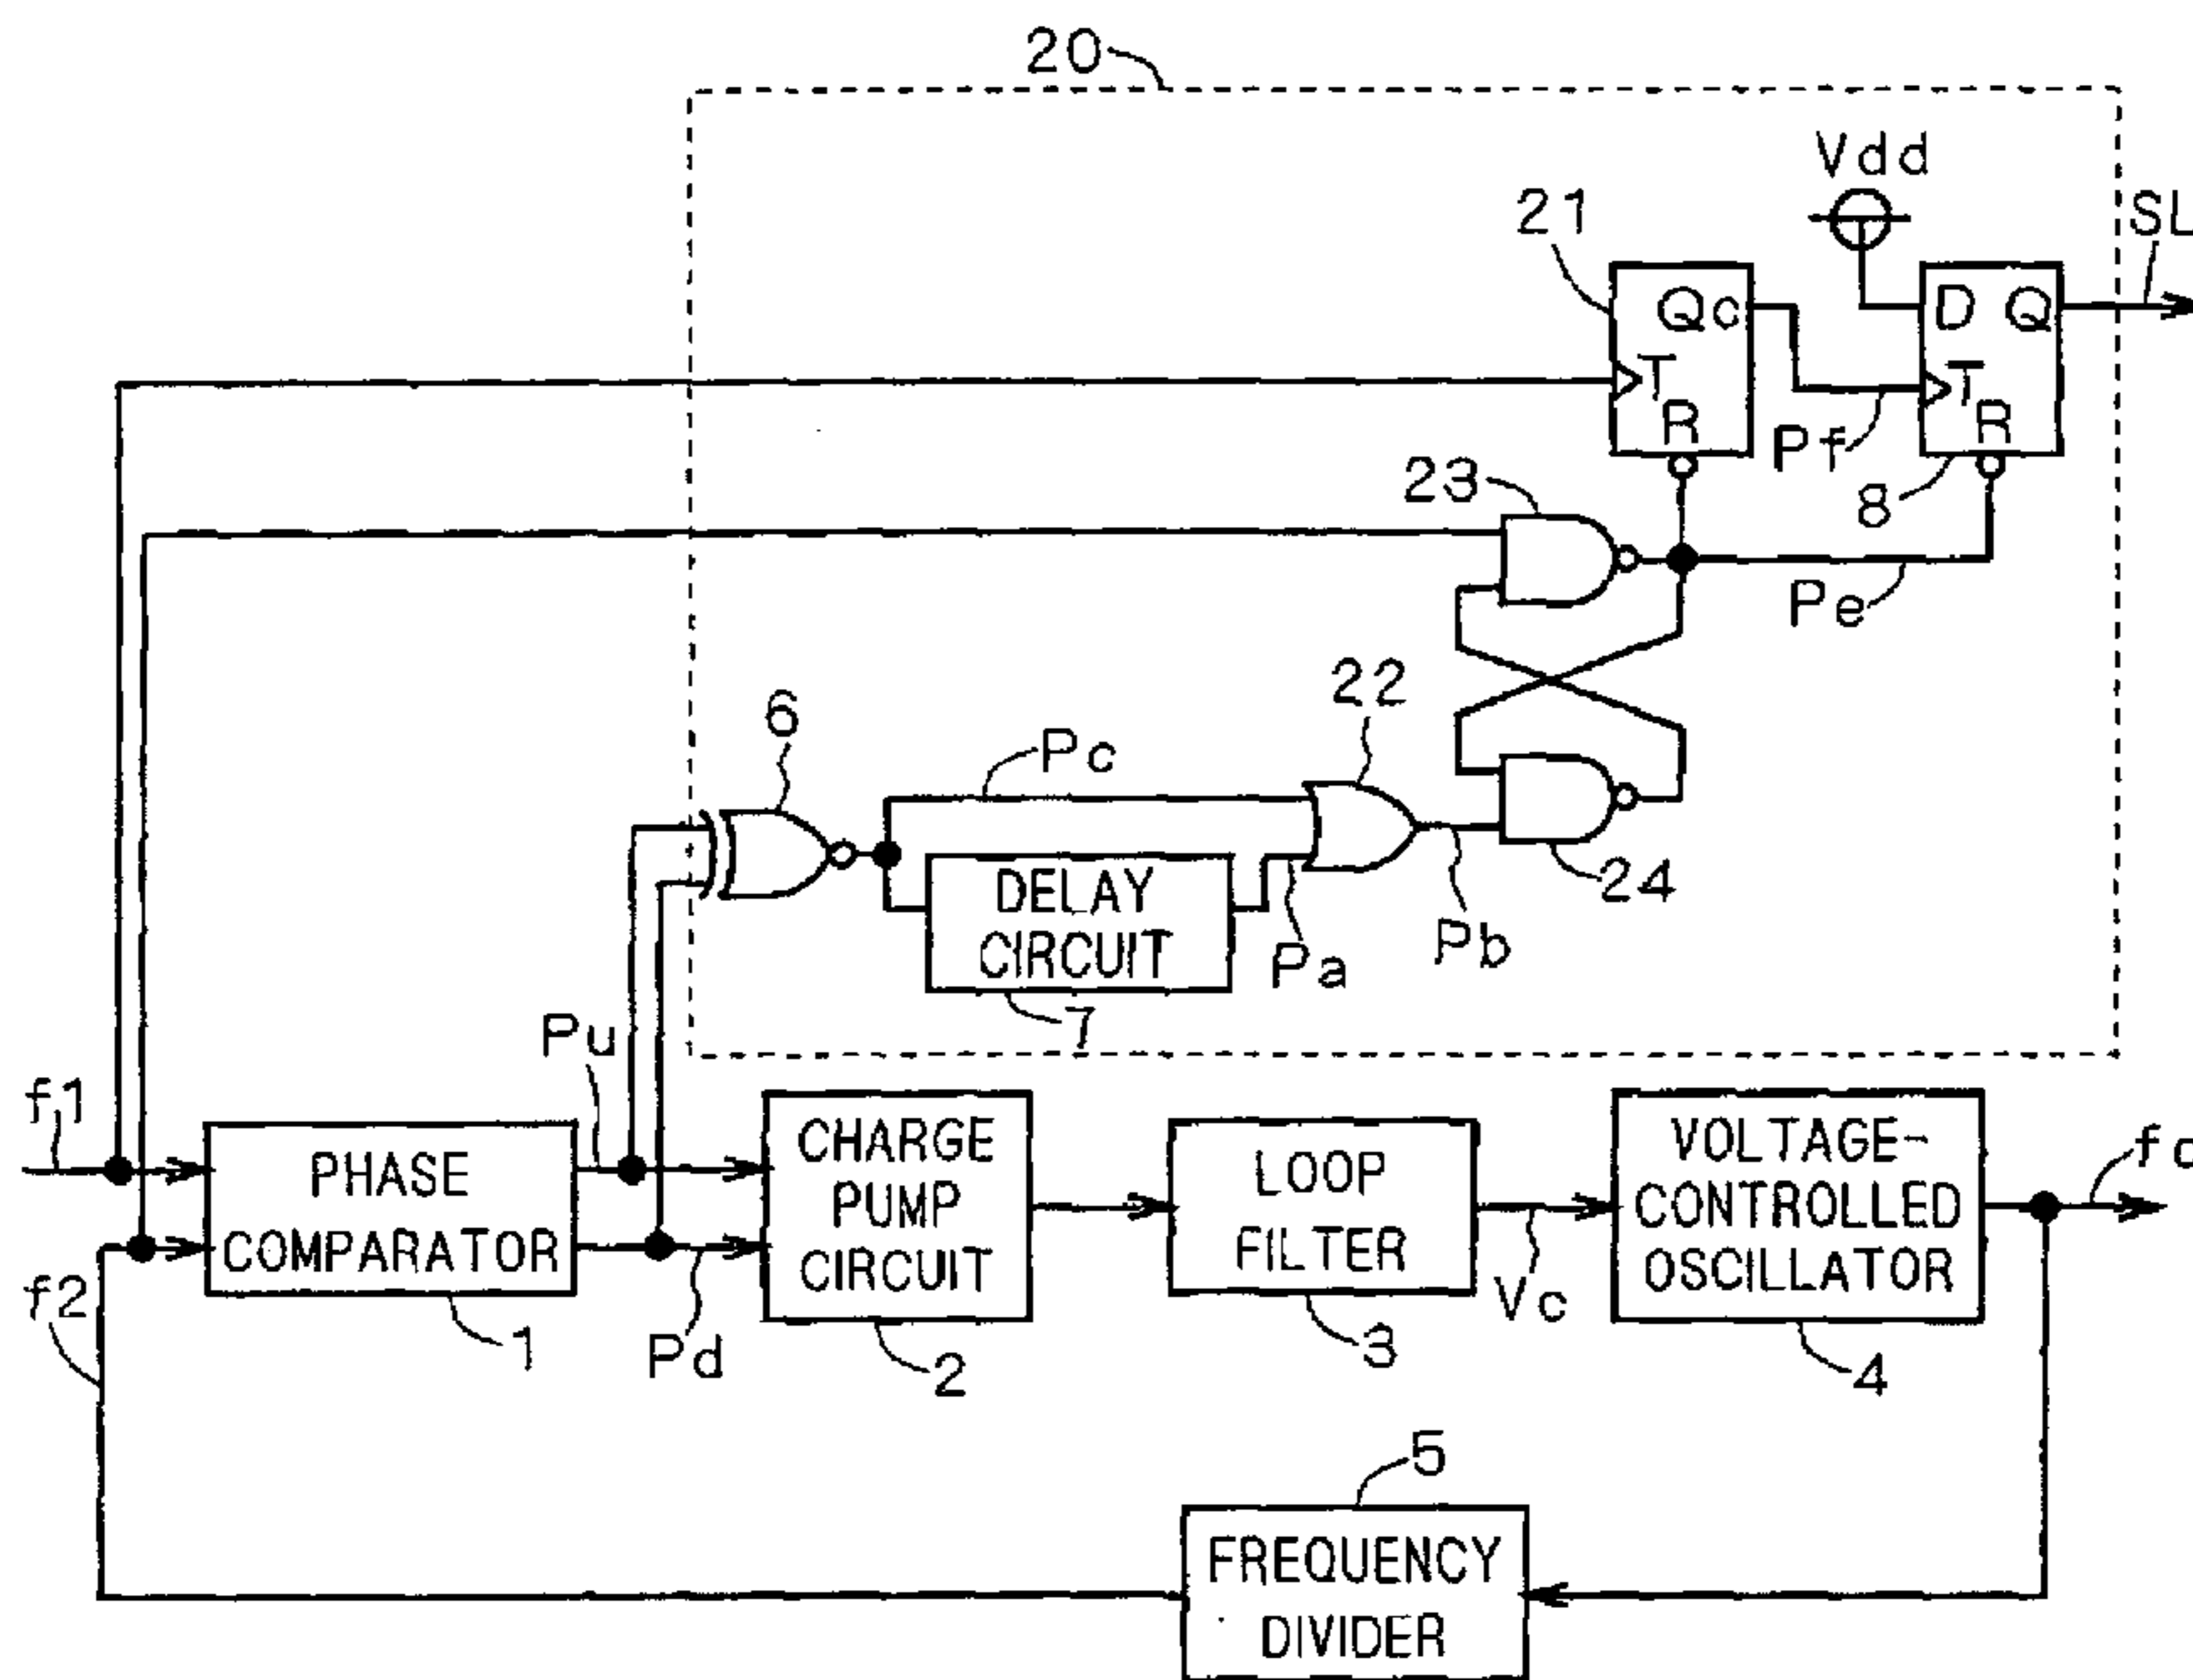 20
Vdd
21
SL
Qc
D Q
T
T
R
R
Pf
8
23
Pe
22
6
Pc
24
DELAY
CIRCUIT
Pa
Pb
7
Pu
f1
PHASE
COMPARATOR
CHARGE
PUMP
CIRCUIT
LOOP
FILTER
VOLTAGE-
CONTROLLED
OSCILLATOR
f2
1
Pd
2
3
Vc
4
5
FREQUENCY
DIVIDER